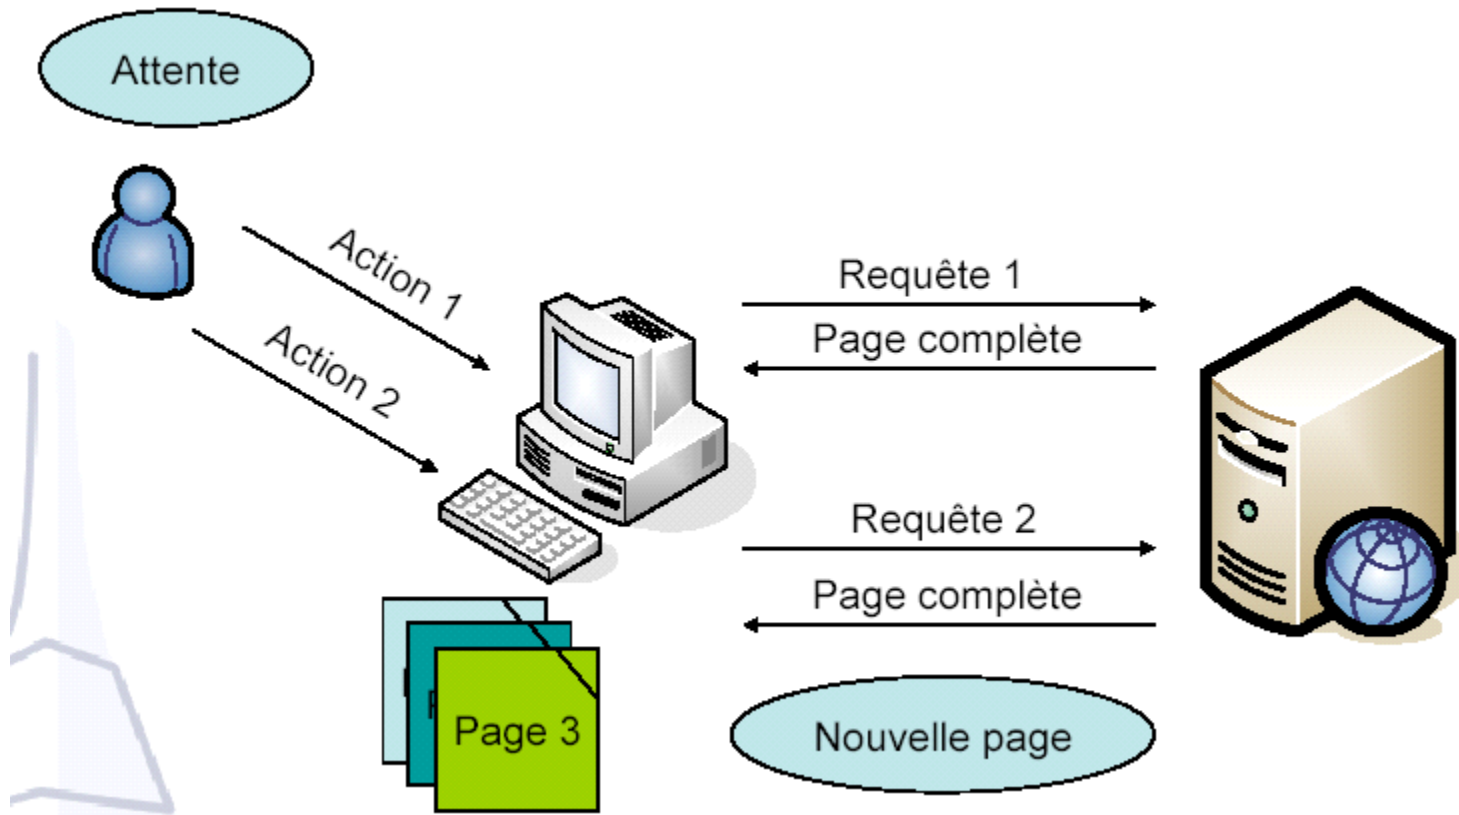 Attente
Action 1
Action 2
Requête 1
Page complète
Requête 2
Page complète
Page 3
Nouvelle page